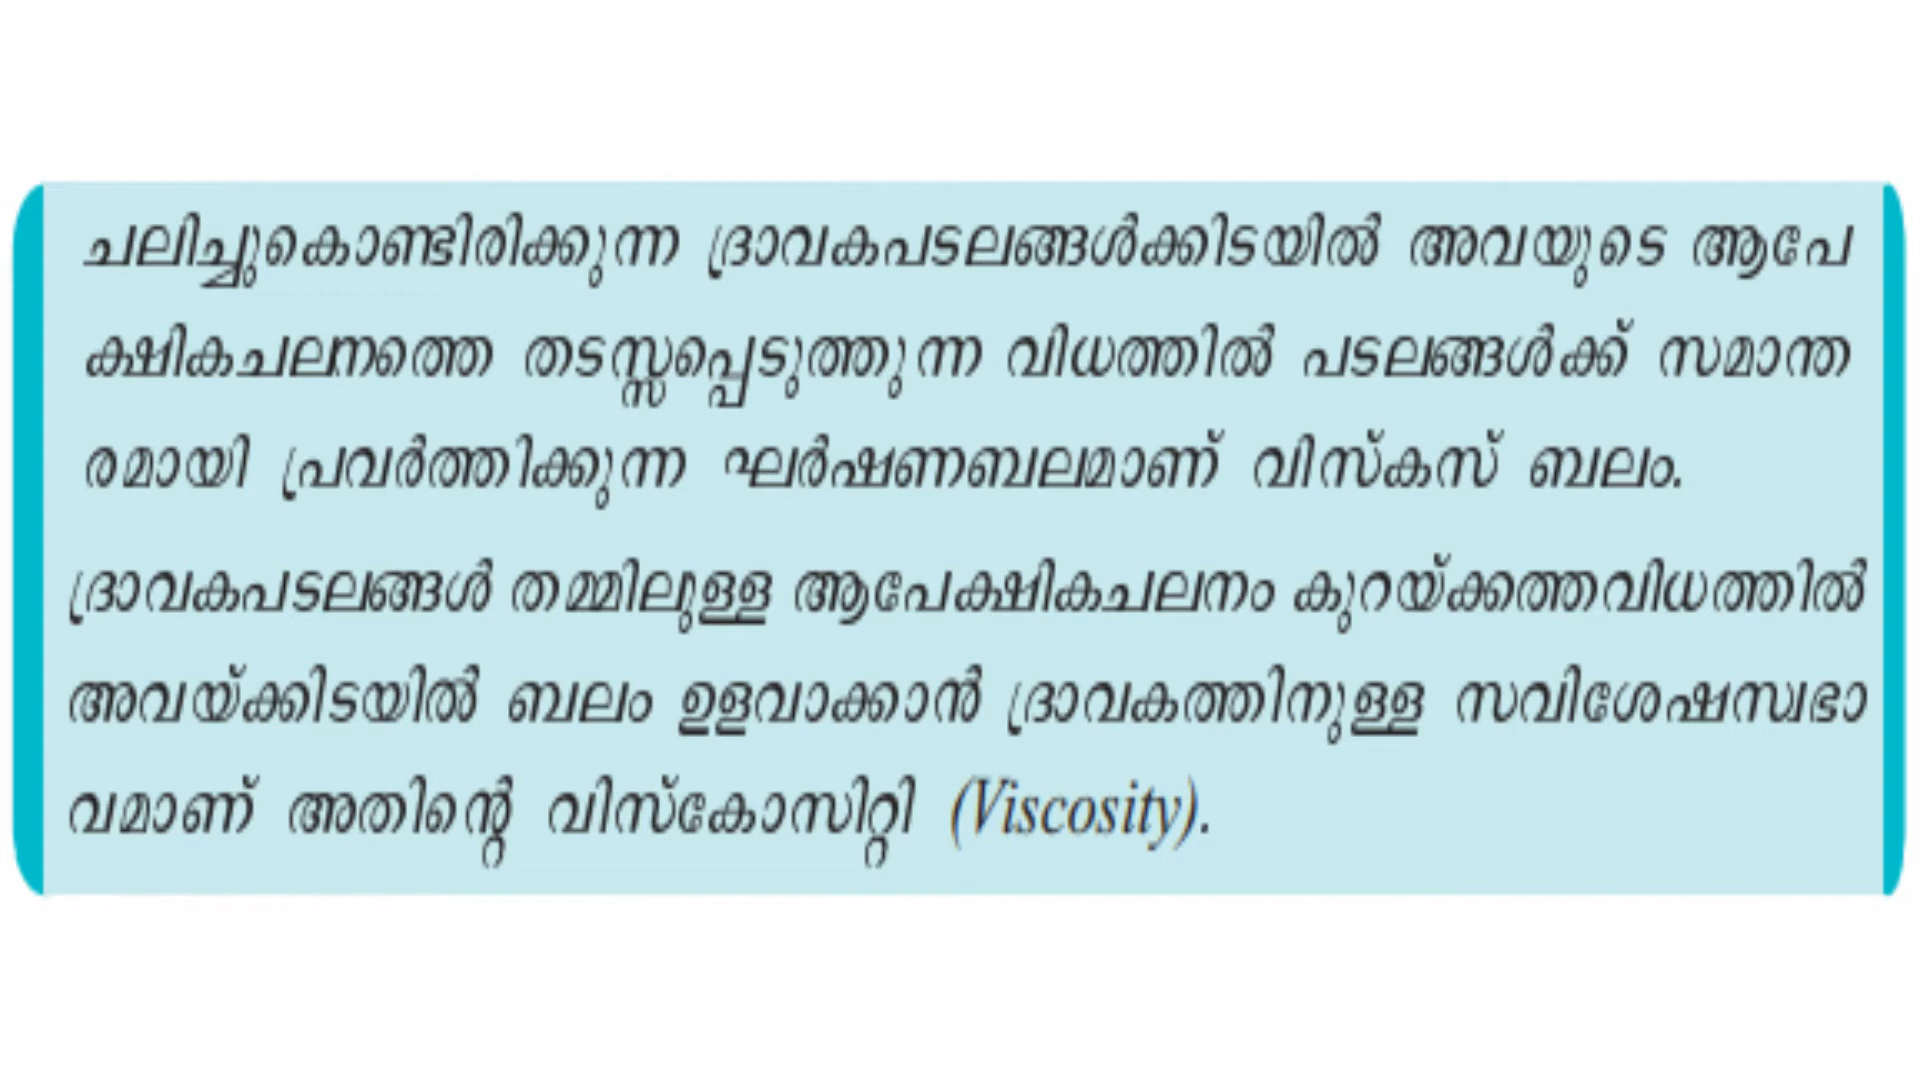 ചലിച്ചുകൊണ്ടിരിക്കുന്ന ദ്രാവകപടലങ്ങൾക്കിടയിൽ അവയുടെ ആപേ
ക്ഷികചലനത്തെ തടസ്സപ്പെടുത്തുന്ന വിധത്തിൽ പടലങ്ങൾക്ക് സമാന്ത
രമായി പ്രവർത്തിക്കുന്ന ഘർഷണബലമാണ് വിസ്കസ് ബലം.
ദ്രാവകപടലങ്ങൾ തമ്മിലുള്ള ആപേക്ഷികചലനം കുറയ്ക്കത്തവിധത്തിൽ
അവയ്ക്കിടയിൽ ബലം ഉളവാക്കാൻ ദ്രാവകത്തിനുള്ള സവിശേഷസ്വഭാ
വമാണ് അതിന്റെ വിസ്കോസിറ്റി (Viscosity).